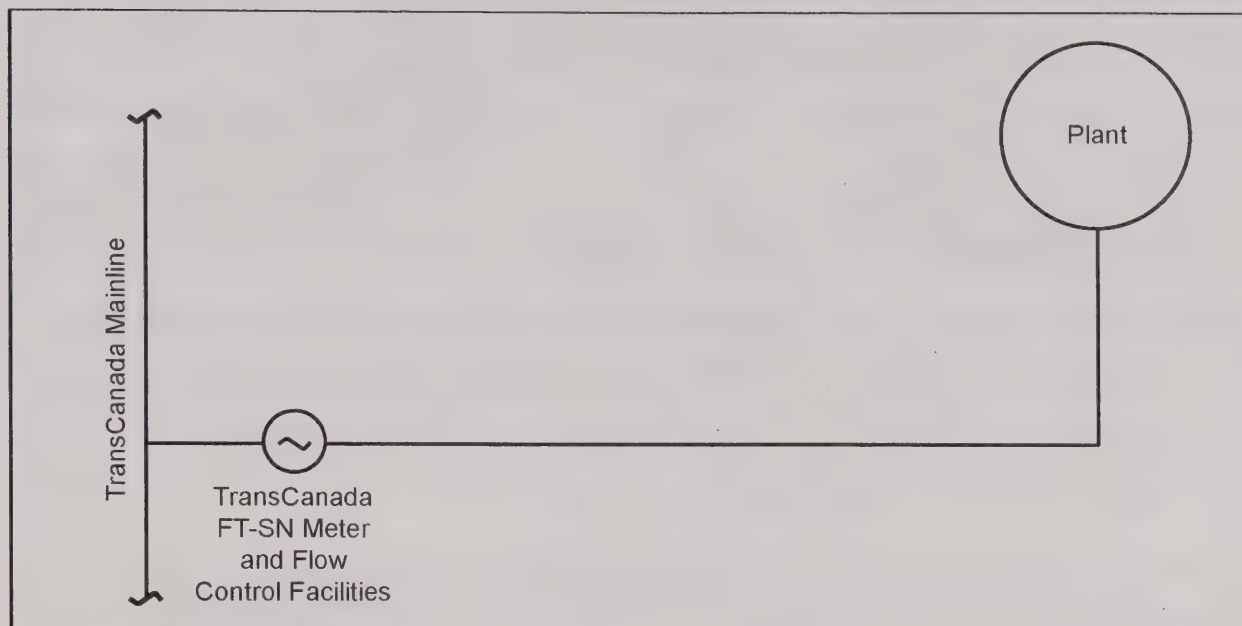 Plant
TransCanada Mainline
TransCanada
FT-SN Meter
and Flow
Control Facilities